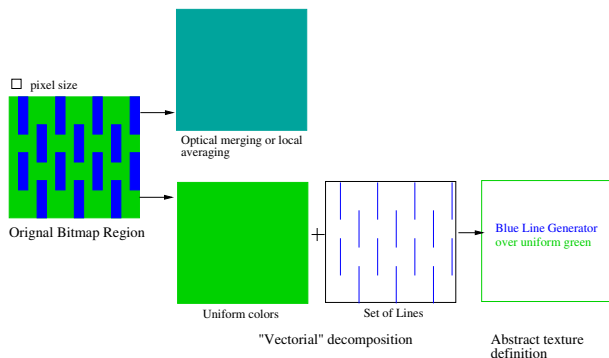 pixel size
Optical merging or local
averaging
Orignal Bitmap Region
Uniform colors
+
Set of Lines
Blue Line Generator
over uniform green
"Vectorial" decomposition
Abstract texture
definition